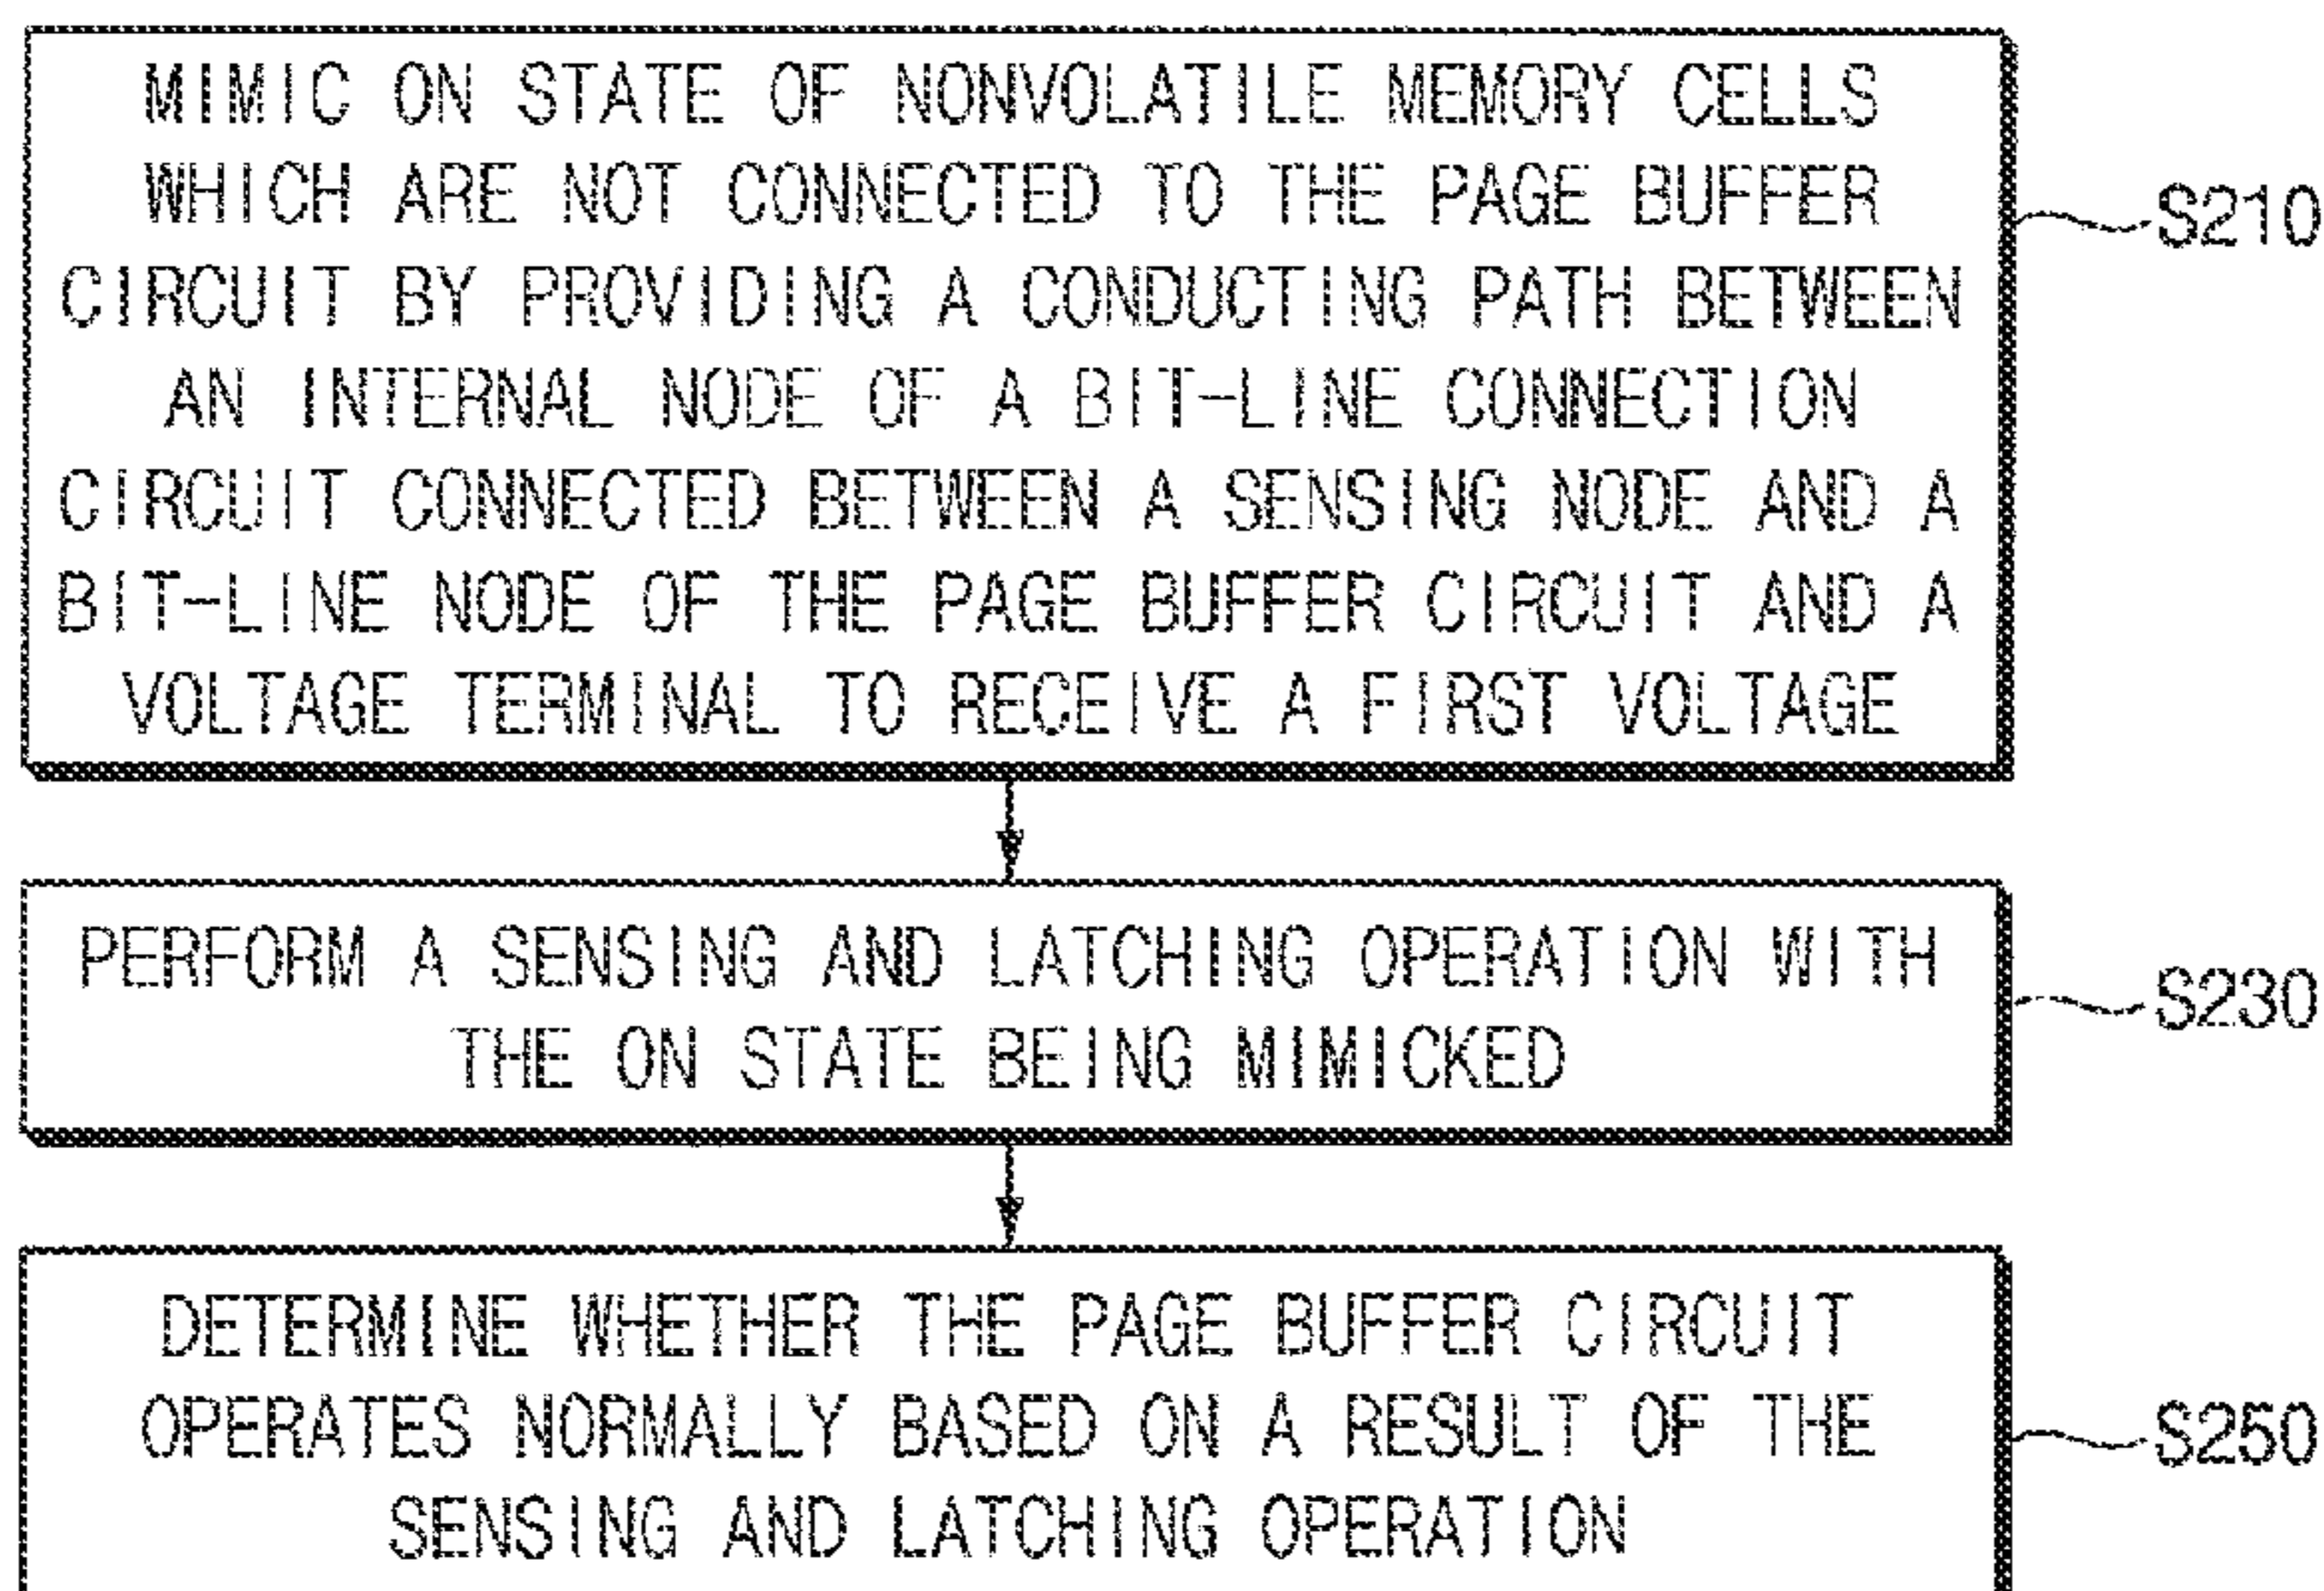 MIMIC ON STATE OF NONVOLATILE MEMORY CELLS
WHICH ARE NOT CONNECTED TO THE PAGE BUFFER
CIRCUIT BY PROVIDING A CONDUCTING PATH BETWEEN
AN INTERNAL NODE OF A BIT-LINE CONNECTION
CIRCUIT CONNECTED BETWEEN A SENSING NODE AND A
BIT-LINE NODE OF THE PAGE BUFFER CIRCUIT AND A
VOLTAGE TERMINAL TO RECEIVE A FIRST VOLTAGE
S210
PERFORM A SENSING AND LATCHING OPERATION WITH
THE ON STATE BEING MIMICKED
S230
DETERMINE WHETHER THE PAGE BUFFER CIRCUIT
OPERATES NORMALLY BASED ON A RESULT OF THE
SENSING AND LATCHING OPERATION
S250